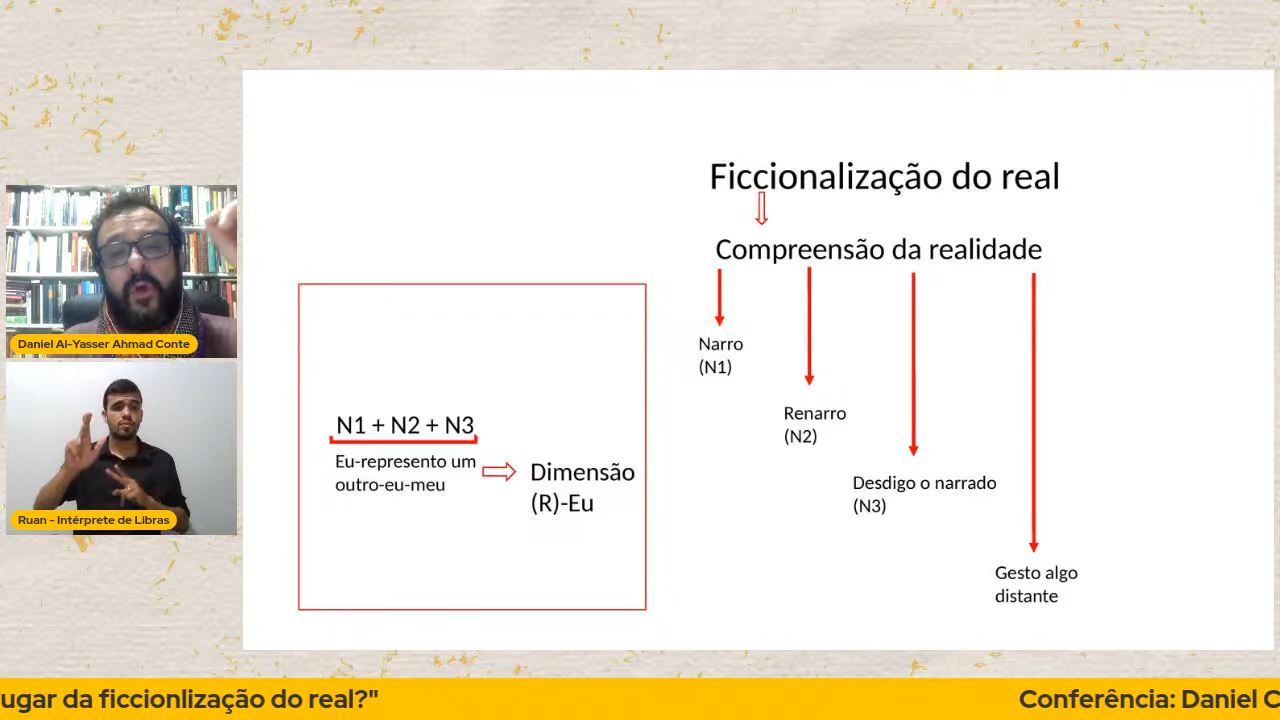 Ficcionalização do real
Compreensão da realidade
Narro
(N1)
Renarro
(N2)
Desdigo o narrado
(N3)
Gesto algo
distante
N1 + N2 + N3
Eu-represento um
outro-eu-meu
Dimensão
(R)-Eu
Daniel Al-Yasser Ahmad Conte
Ruan - Intérprete de Libras
ugar da ficcionlização do real?"
Conferência: Daniel C